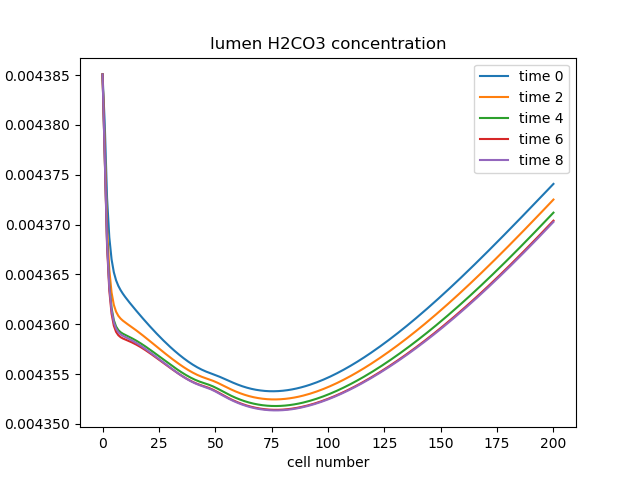 lumen H2CO3 concentration
0.004385
0.004380
0.004375
0.004370
0.004365
0.004360
0.004355
0.004350
time 0
time 2
time 4
time 6
time 8
0 25 50 75 100 125 150 175 200
cell number